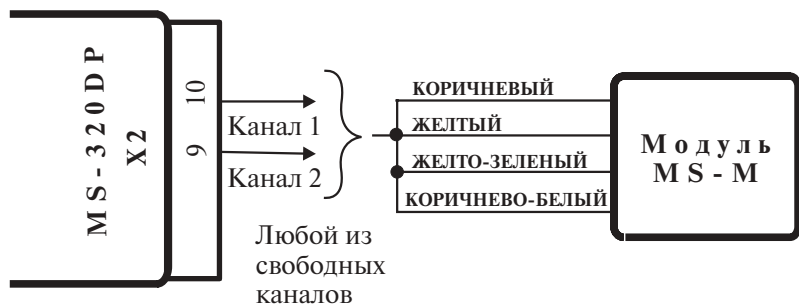 MS-320DP
X2
10
9
Канал 1
Канал 2
Любой из
свободных
каналов
КОРИЧНЕВЫЙ
ЖЕЛТЫЙ
ЖЕЛТО-ЗЕЛЕНЫЙ
КОРИЧНЕВО-БЕЛЫЙ
Модуль
MS-M